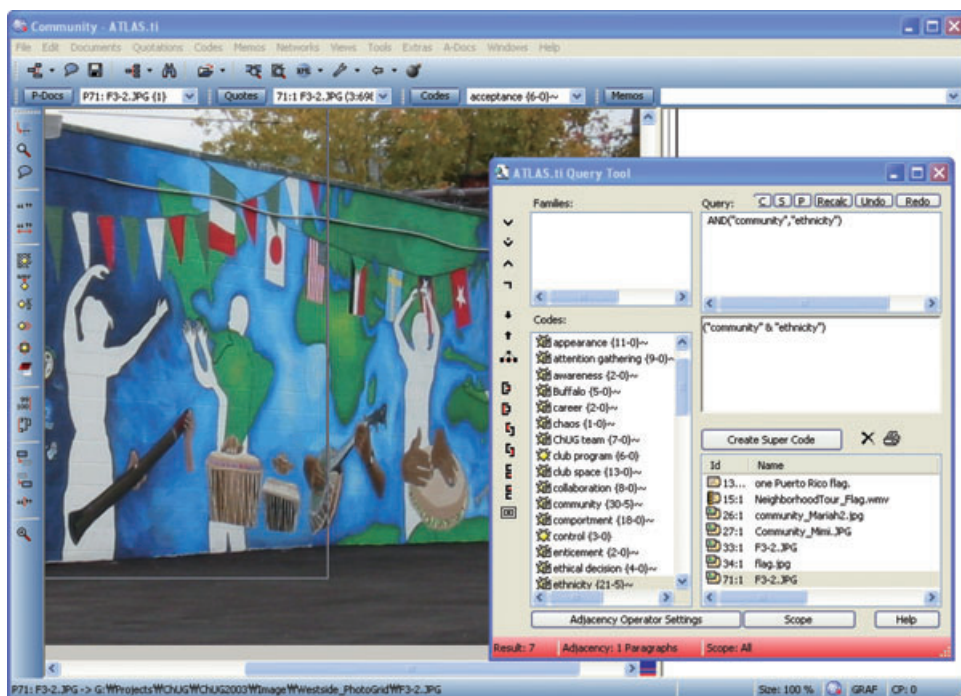 Community - ATLAS.ti
File Edit Documents Quotations Codes Memos Networks Views Tools Extras A-Docs Windows Help
P-Docs P71: F3-2.JPG {1} Quotes 71:1 F3-2.JPG (3:698 Codes acceptance {6-0}~ Memos
ATLAS.ti Query Tool
Families:
Query: C S P Recalc Undo Redo
AND("community","ethnicity")
("community" & "ethnicity")
Codes:
appearance {11-0}~
attention gathering {9-0}~
awareness {2-0}~
Buffalo {5-0}~
career {2-0}~
chaos {1-0}~
ChUG team {7-0}~
club program {6-0}
club space {13-0}~
collaboration {8-0}~
community {30-5}~
comportment {18-0}~
control {3-0}
enticement {2-0}~
ethical decision {4-0}~
ethnicity {21-5}~
Create Super Code
Id Name
13... one Puerto Rico flag.
15:1 NeighborhoodTour_Flag.wmv
26:1 community_Mariah2.jpg
27:1 Community_Mimi.JPG
33:1 F3-2.JPG
34:1 flag.jpg
71:1 F3-2.JPG
Adjacency Operator Settings Scope Help
Result: 7 Adjacency: 1 Paragraphs Scope: All
P71: F3-2.JPG -> G:₩Projects₩ChUG₩ChUG2003₩Image₩Westside_PhotoGrid₩F3-2.JPG Size: 100 % GRAF CP: 0